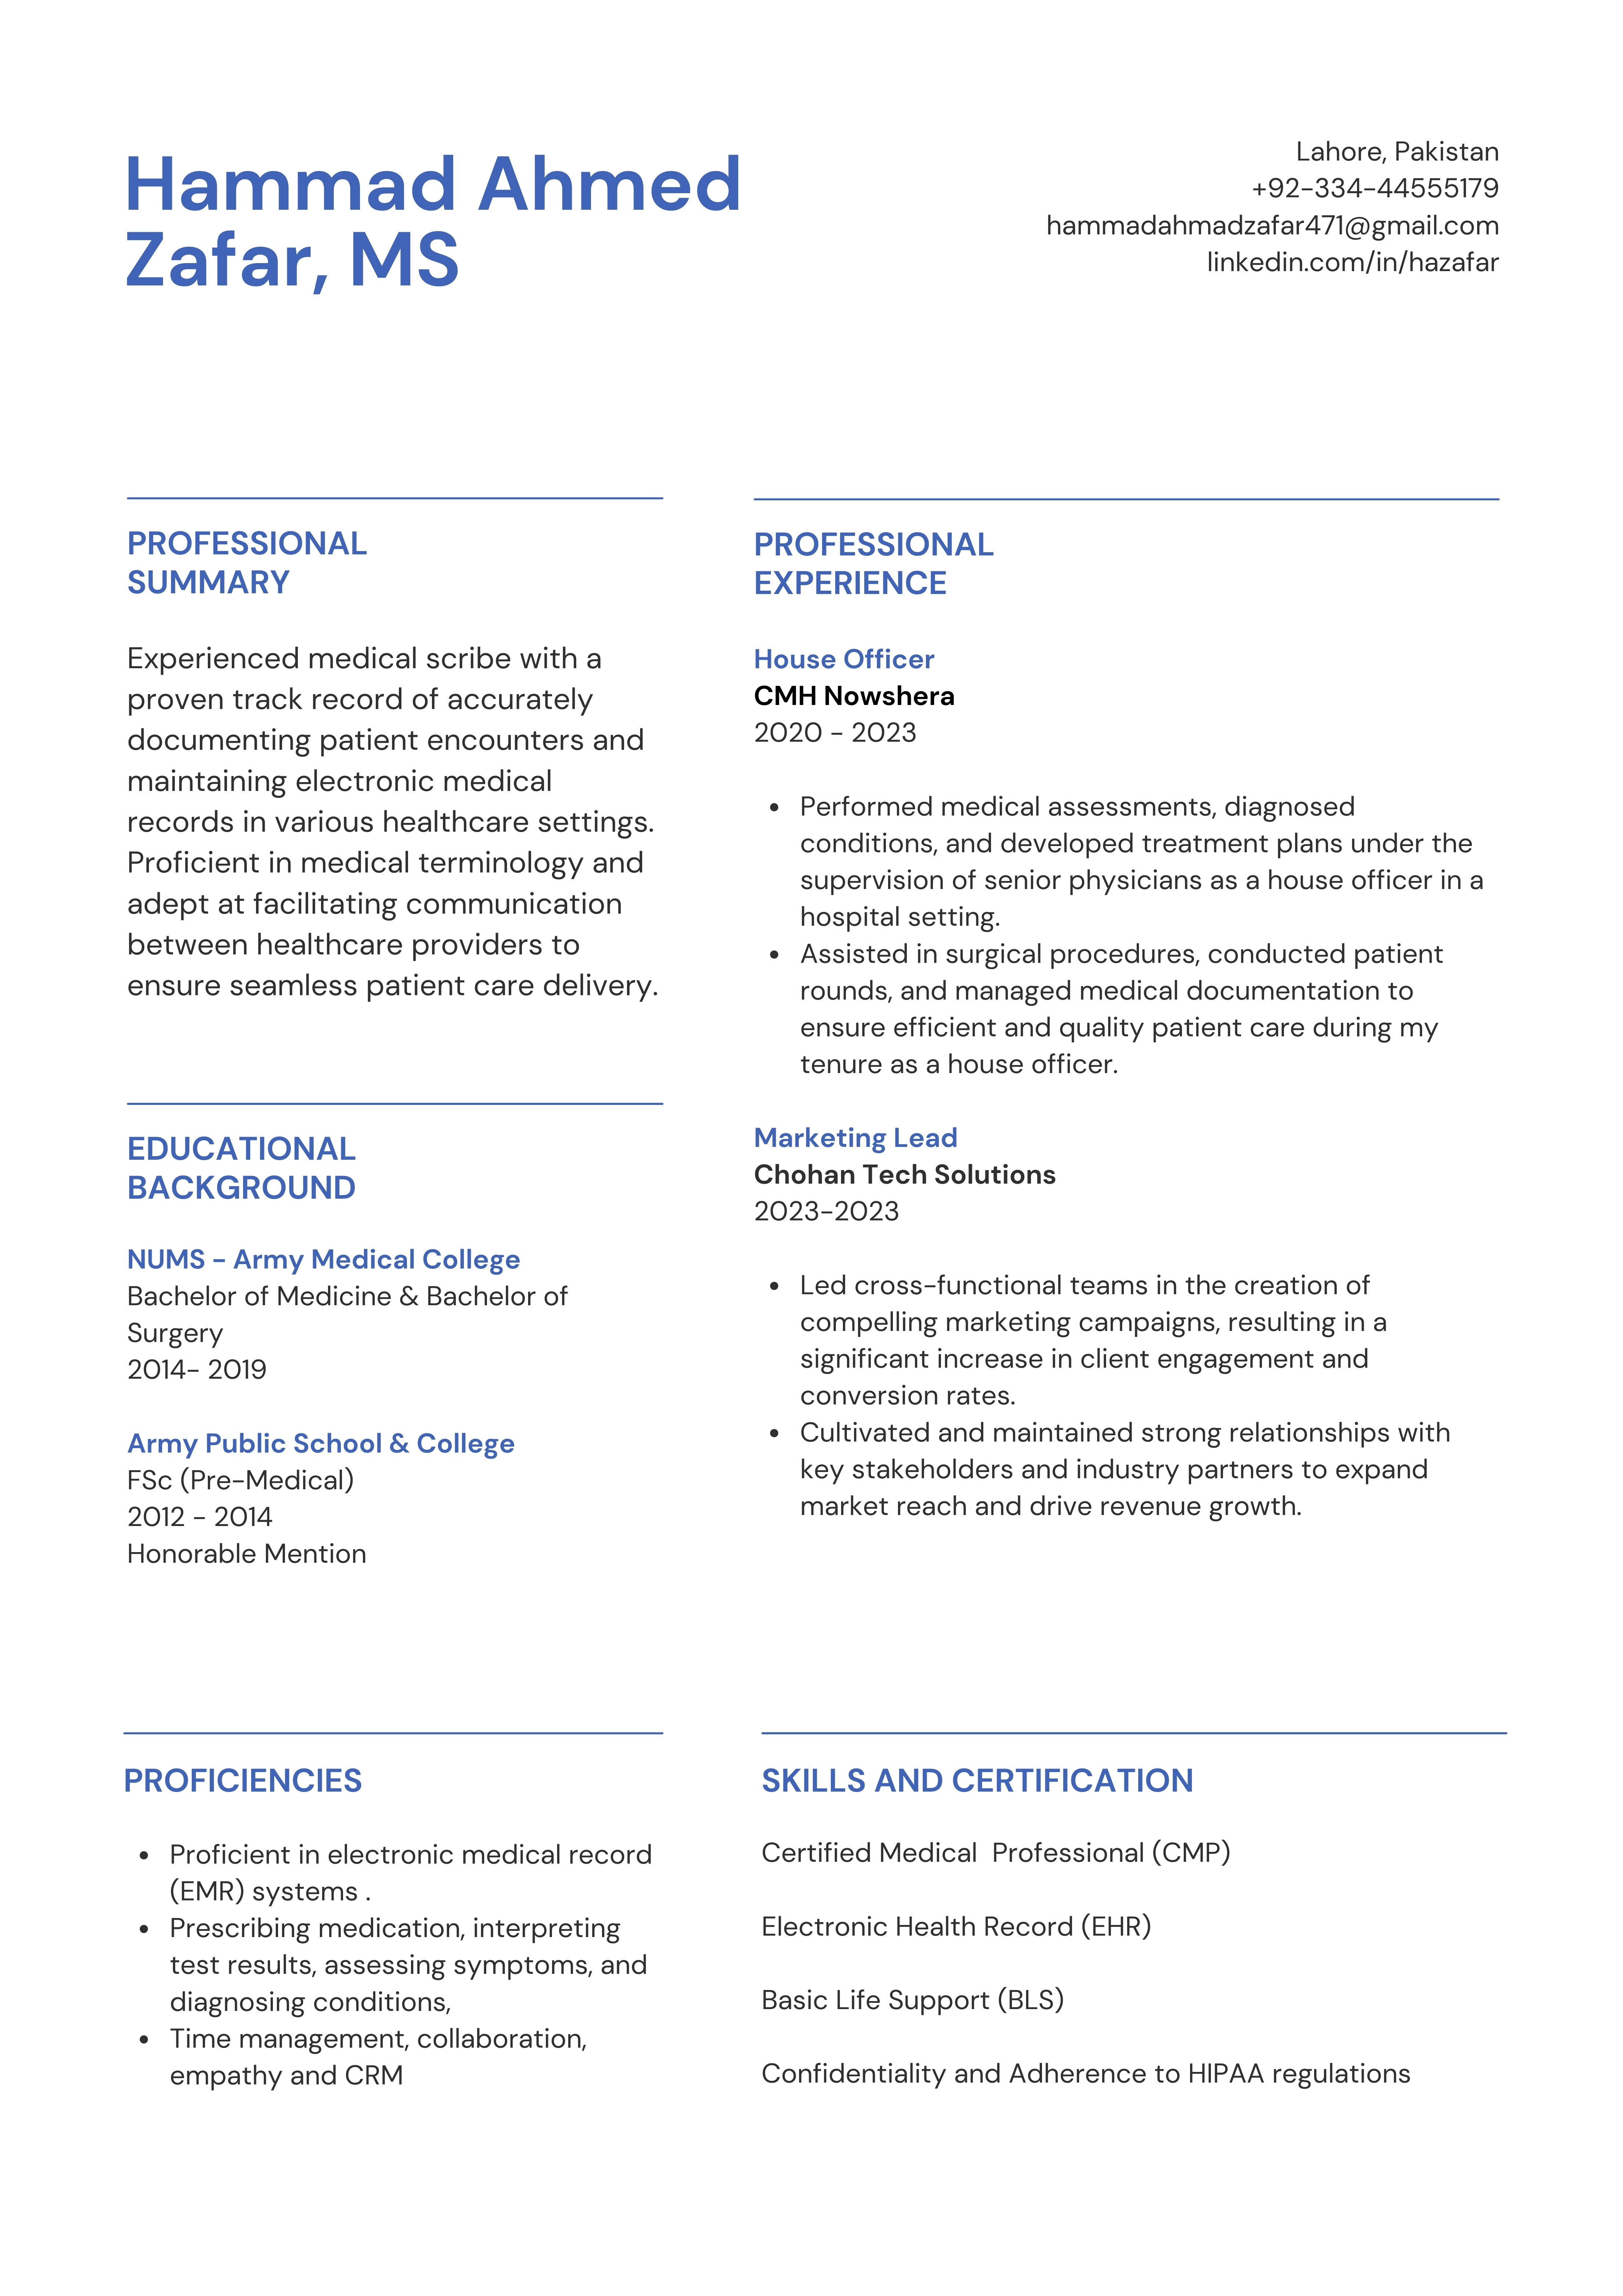 Hammad Ahmed
Zafar, MS
Lahore, Pakistan
+92-334-44555179
hammadahmadzafar471@gmail.com
linkedin.com/in/hazafar
PROFESSIONAL
SUMMARY
Experienced medical scribe with a
proven track record of accurately
documenting patient encounters and
maintaining electronic medical
records in various healthcare settings.
Proficient in medical terminology and
adept at facilitating communication
between healthcare providers to
ensure seamless patient care delivery.
EDUCATIONAL
BACKGROUND
NUMS - Army Medical College
Bachelor of Medicine & Bachelor of
Surgery
2014- 2019
Army Public School & College
FSc (Pre-Medical)
2012 - 2014
Honorable Mention
PROFESSIONAL
EXPERIENCE
House Officer
CMH Nowshera
2020 - 2023
• Performed medical assessments, diagnosed
conditions, and developed treatment plans under the
supervision of senior physicians as a house officer in a
hospital setting.
• Assisted in surgical procedures, conducted patient
rounds, and managed medical documentation to
ensure efficient and quality patient care during my
tenure as a house officer.
Marketing Lead
Chohan Tech Solutions
2023-2023
• Led cross-functional teams in the creation of
compelling marketing campaigns, resulting in a
significant increase in client engagement and
conversion rates.
• Cultivated and maintained strong relationships with
key stakeholders and industry partners to expand
market reach and drive revenue growth.
PROFICIENCIES
• Proficient in electronic medical record
(EMR) systems .
• Prescribing medication, interpreting
test results, assessing symptoms, and
diagnosing conditions,
• Time management, collaboration,
empathy and CRM
SKILLS AND CERTIFICATION
Certified Medical  Professional (CMP)
Electronic Health Record (EHR)
Basic Life Support (BLS)
Confidentiality and Adherence to HIPAA regulations